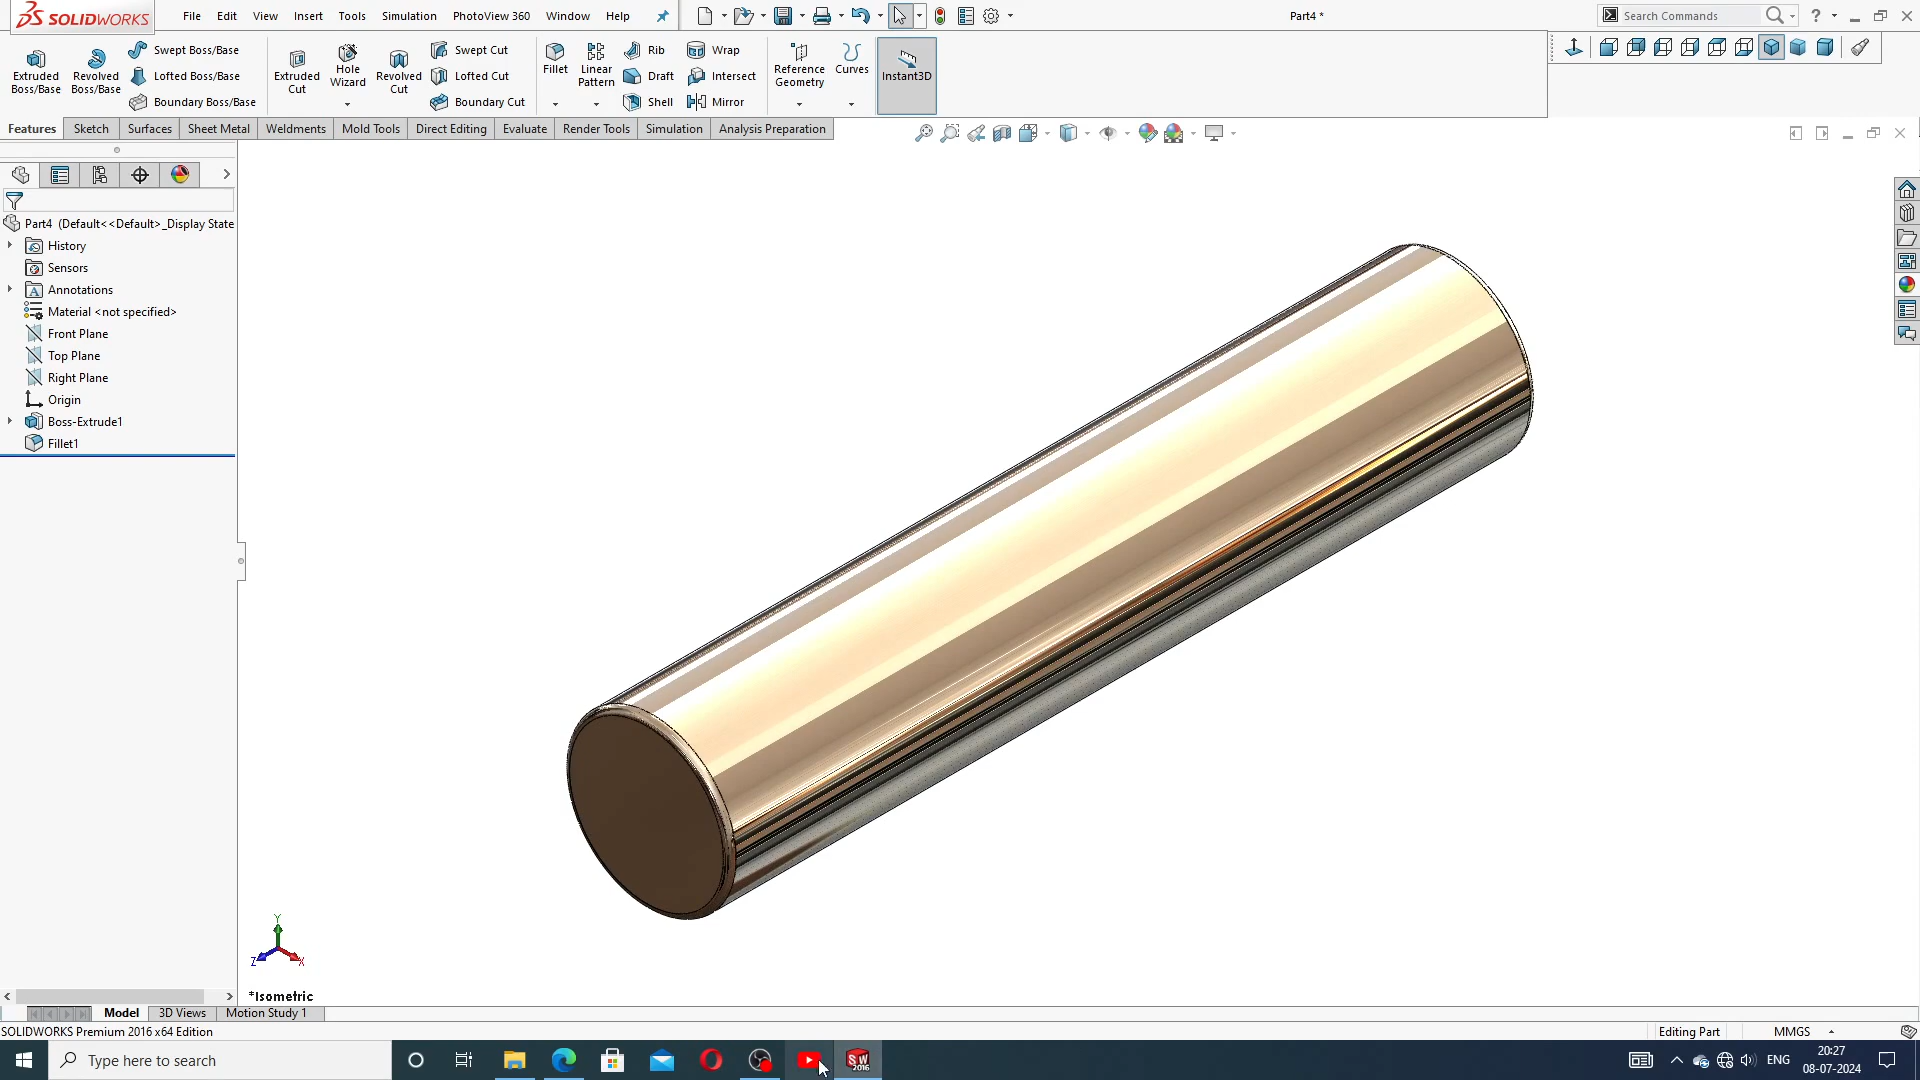 SOLIDWORKS File Edit View Insert Tools Simulation PhotoView 360 Window Help Part4 * Search Commands ?
Extruded Boss/Base
Revolved Boss/Base
Swept Boss/Base
Lofted Boss/Base
Boundary Boss/Base
Extruded Cut
Hole Wizard
Revolved Cut
Swept Cut
Lofted Cut
Boundary Cut
Fillet
Linear Pattern
Rib
Draft
Shell
Wrap
Intersect
Mirror
Reference Geometry
Curves
Instant3D
Features Sketch Surfaces Sheet Metal Weldments Mold Tools Direct Editing Evaluate Render Tools Simulation Analysis Preparation
Part4 (Default<<Default>_Display State
History
Sensors
Annotations
Material <not specified>
Front Plane
Top Plane
Right Plane
Origin
Boss-Extrude1
Fillet1
Y
Z X
*Isometric
Model 3D Views Motion Study 1
SOLIDWORKS Premium 2016 x64 Edition Editing Part MMGS
Type here to search
SW 2016
ENG
20:27
08-07-2024